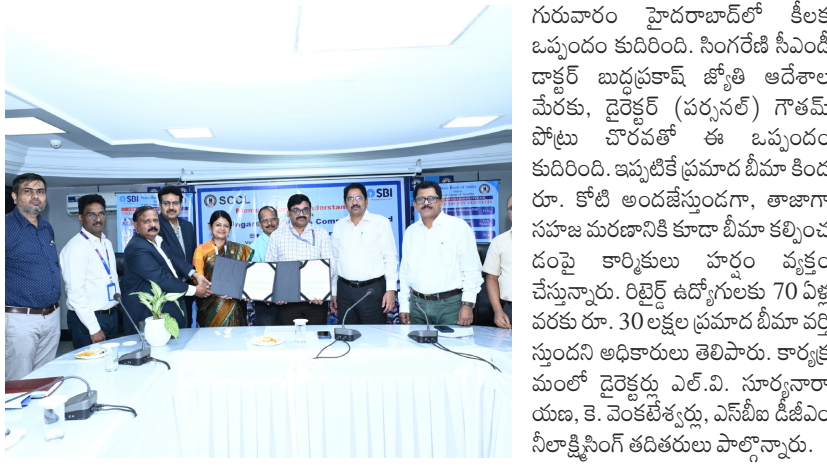 SCCL
SBI
SBI
గురువారం హైదరాబాద్‌లో కీలక
ఒప్పందం కుదిరింది. సింగరేణి సీఎండీ
డాక్టర్ బుద్ధప్రకాష్ జ్యోతి ఆదేశాల
మేరకు, డైరెక్టర్ (పర్సనల్) గౌతమ్
పోట్రు చొరవతో ఈ ఒప్పందం
కుదిరింది. ఇప్పటికే ప్రమాద బీమా కింద
రూ. కోటి అందజేస్తుండగా, తాజాగా
సహజ మరణానికి కూడా బీమా కల్పించ
డంపై కార్మికులు హర్షం వ్యక్తం
చేస్తున్నారు. రిటైర్డ్ ఉద్యోగులకు 70 ఏళ్ల
వరకు రూ. 30 లక్షల ప్రమాద బీమా వర్తి
స్తుందని అధికారులు తెలిపారు. కార్యక్ర
మంలో డైరెక్టర్లు ఎల్.వి. సూర్యనారా
యణ, కె. వెంకటేశ్వర్లు, ఎస్‌బీఐ డీజీఎం
నీలాక్ష్మిసింగ్ తదితరులు పాల్గొన్నారు.